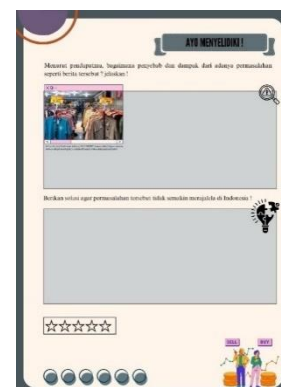 AYO MENYELIDIKI !
Menurut pendapatmu, bagaimana penyebab dan dampak dari adanya permasalahan
seperti berita tersebut ? jelaskan !
Berikan solusi agar permasalahan tersebut tidak semakin merajalela di Indonesia !
SELL
BUY